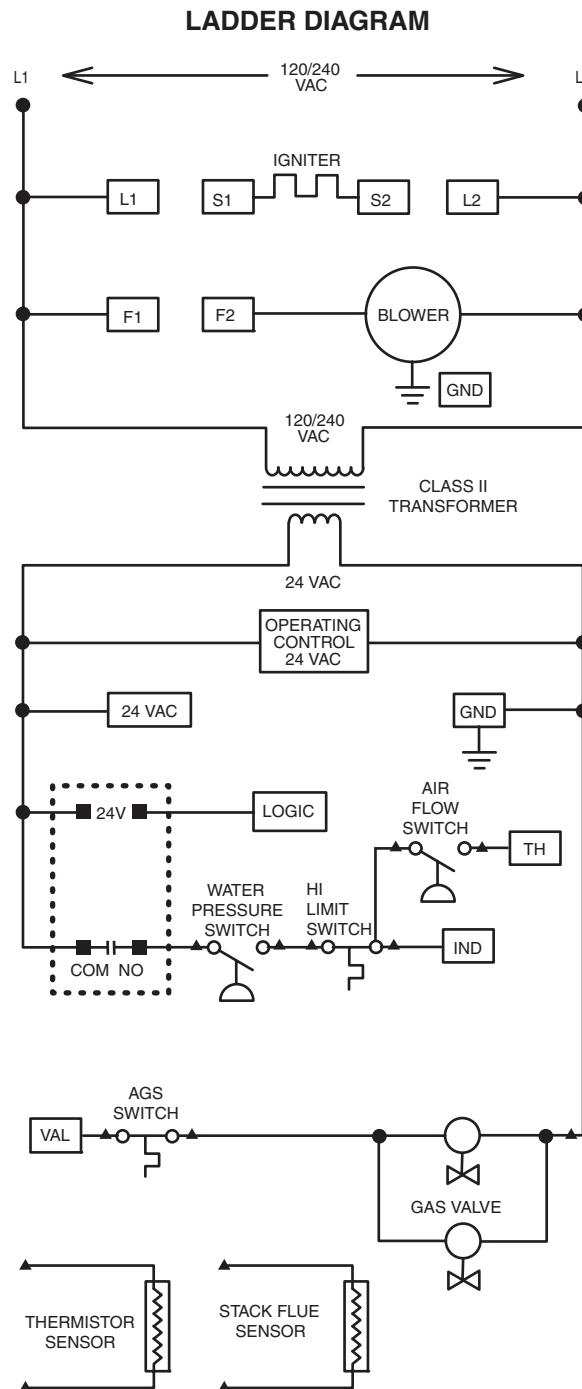 LADDER DIAGRAM
L1
120/240
VAC
L
IGNITER
L1
S1
S2
L2
F1
F2
BLOWER
GND
120/240
VAC
CLASS II
TRANSFORMER
24 VAC
OPERATING
CONTROL
24 VAC
24 VAC
GND
24V
LOGIC
AIR
FLOW
SWITCH
TH
WATER
PRESSURE
SWITCH
HI
LIMIT
SWITCH
COM NO
IND
AGS
SWITCH
VAL
GAS VALVE
THERMISTOR
SENSOR
STACK FLUE
SENSOR